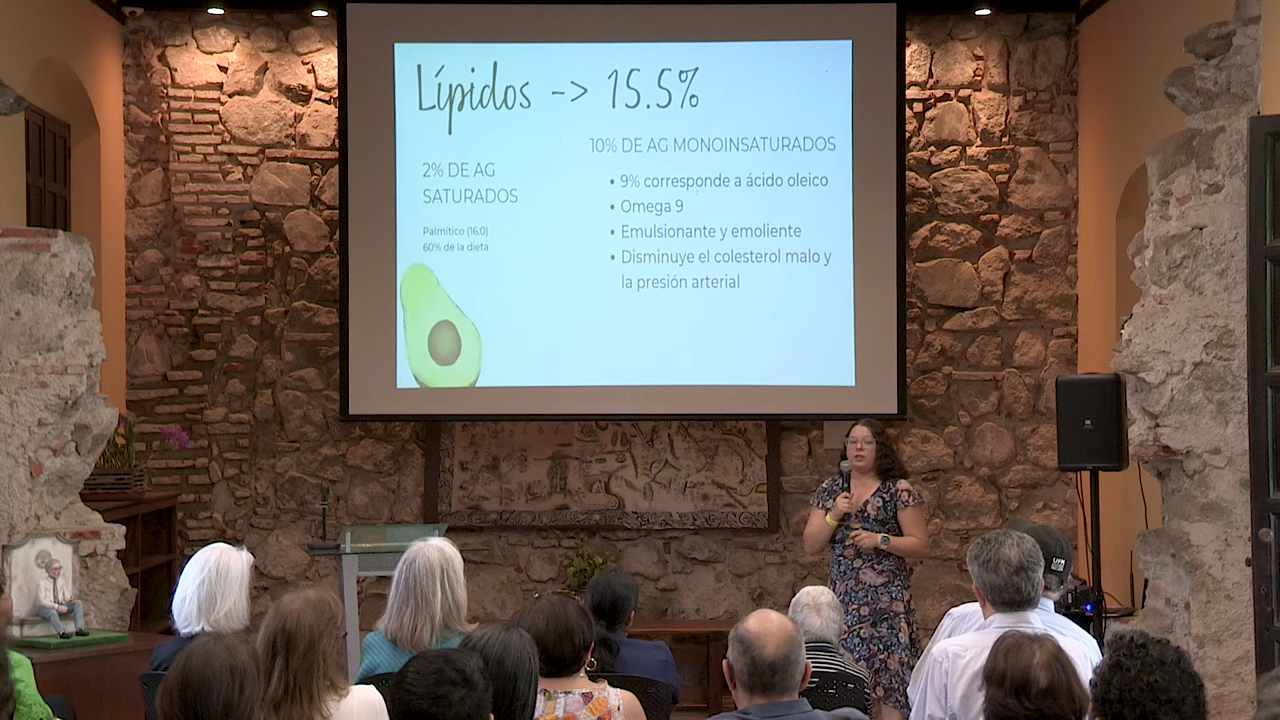 Lípidos -> 15.5%
2% DE AG
SATURADOS
Palmítico (16:0)
60% de la dieta
10% DE AG MONOINSATURADOS
• 9% corresponde a ácido oleico
• Omega 9
• Emulsionante y emoliente
• Disminuye el colesterol malo y
la presión arterial